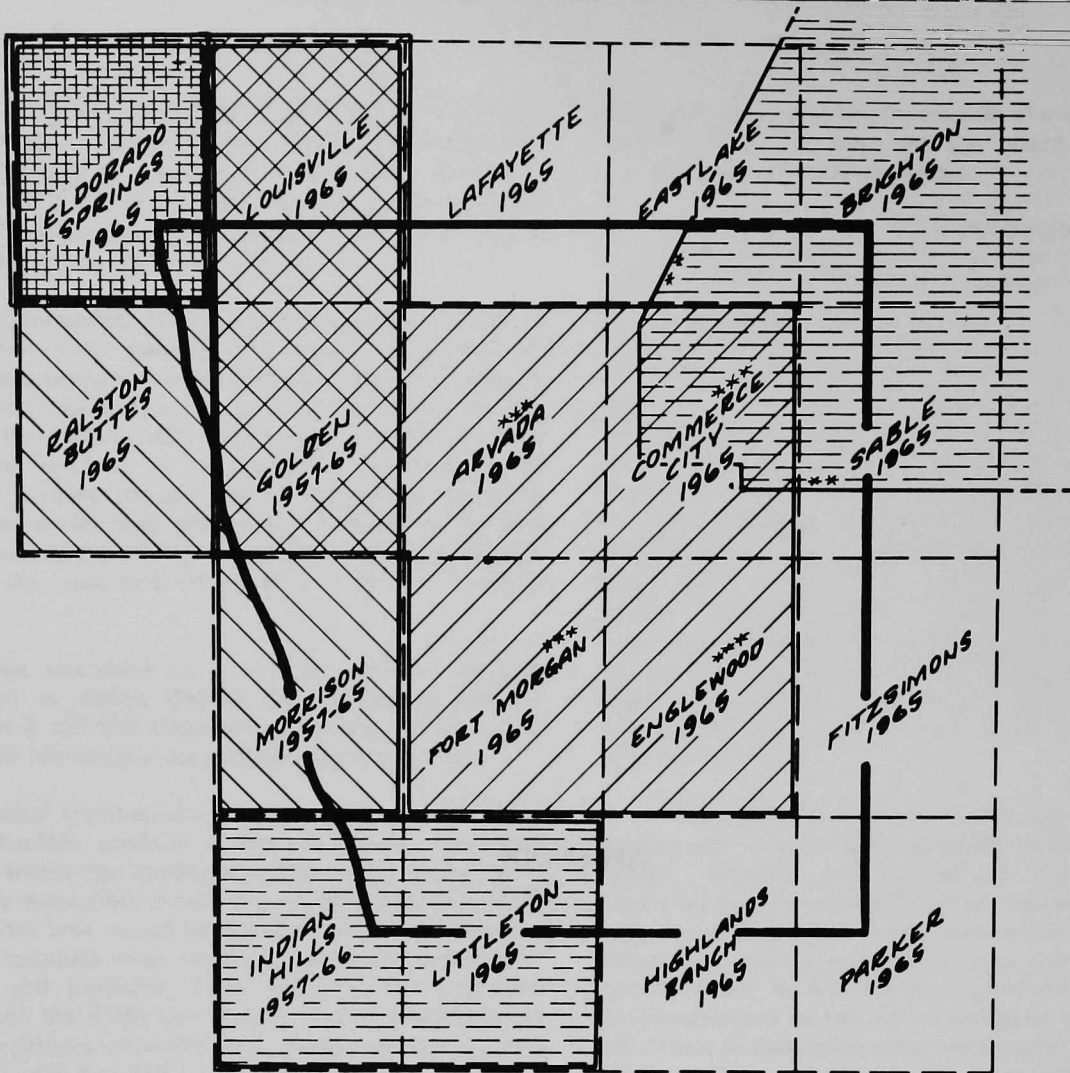 ELDORADO
SPRINGS
1965
LOUISVILLE
1965
LAFAYETTE
1965
EASTLAKE
1965
BRIGHTON
1965
**
RALSTON
BUTTES
1965
GOLDEN
1957-65
***
ARVADA
1965
***
COMMERCE
CITY
1965
SABLE
1965
**
MORRISON
1957-65
***
FORT MORGAN
1965
***
ENGLEWOOD
1965
FITZSIMONS
1965
INDIAN
HILLS
1957-66
LITTLETON
1965
HIGHLANDS
RANCH
1965
PARKER
1965